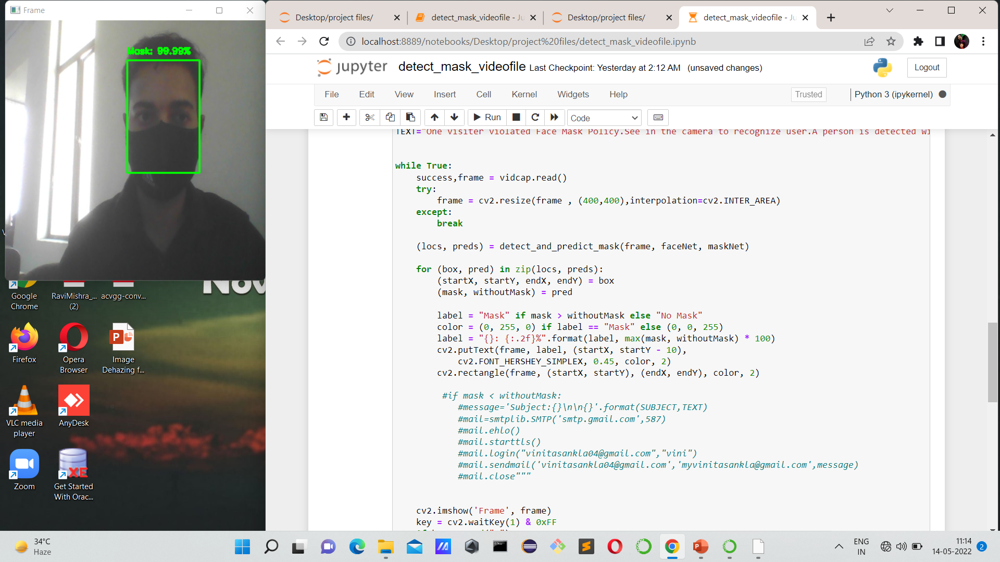 Frame
Mask: 99.99%
Desktop/project files/
detect_mask_videofile - Ju
Desktop/project files/
detect_mask_videofile - Ju
localhost:8889/notebooks/Desktop/project%20files/detect_mask_videofile.ipynb
jupyter detect_mask_videofile Last Checkpoint: Yesterday at 2:12 AM (unsaved changes)
Logout
File Edit View Insert Cell Kernel Widgets Help
Trusted
Python 3 (ipykernel)
Run
Code
TEXT="One visiter violated Face Mask Policy.See in the camera to recognize user.A person is detected wi
while True:
    success,frame = vidcap.read()
    try:
        frame = cv2.resize(frame , (400,400),interpolation=cv2.INTER_AREA)
    except:
        break
    (locs, preds) = detect_and_predict_mask(frame, faceNet, maskNet)
    for (box, pred) in zip(locs, preds):
        (startX, startY, endX, endY) = box
        (mask, withoutMask) = pred
        label = "Mask" if mask > withoutMask else "No Mask"
        color = (0, 255, 0) if label == "Mask" else (0, 0, 255)
        label = "{}: {:.2f}%".format(label, max(mask, withoutMask) * 100)
        cv2.putText(frame, label, (startX, startY - 10),
            cv2.FONT_HERSHEY_SIMPLEX, 0.45, color, 2)
        cv2.rectangle(frame, (startX, startY), (endX, endY), color, 2)
         #if mask < withoutMask:
            #message='Subject:{}\n\n{}'.format(SUBJECT,TEXT)
            #mail=smtplib.SMTP('smtp.gmail.com',587)
            #mail.ehlo()
            #mail.starttls()
            #mail.login("vinitasankla04@gmail.com","vini")
            #mail.sendmail('vinitasankla04@gmail.com','myvinitasankla@gmail.com',message)
            #mail.close"""
    cv2.imshow('Frame', frame)
    key = cv2.waitKey(1) & 0xFF
Nov
Google
Chrome
RaviMishra_...
(2)
acvgg-conv...
Firefox
Opera
Browser
Image
Dehazing f...
VLC media
player
AnyDesk
Zoom
XE
Get Started
With Orac...
34°C
Haze
ENG
IN
11:14
14-05-2022
2